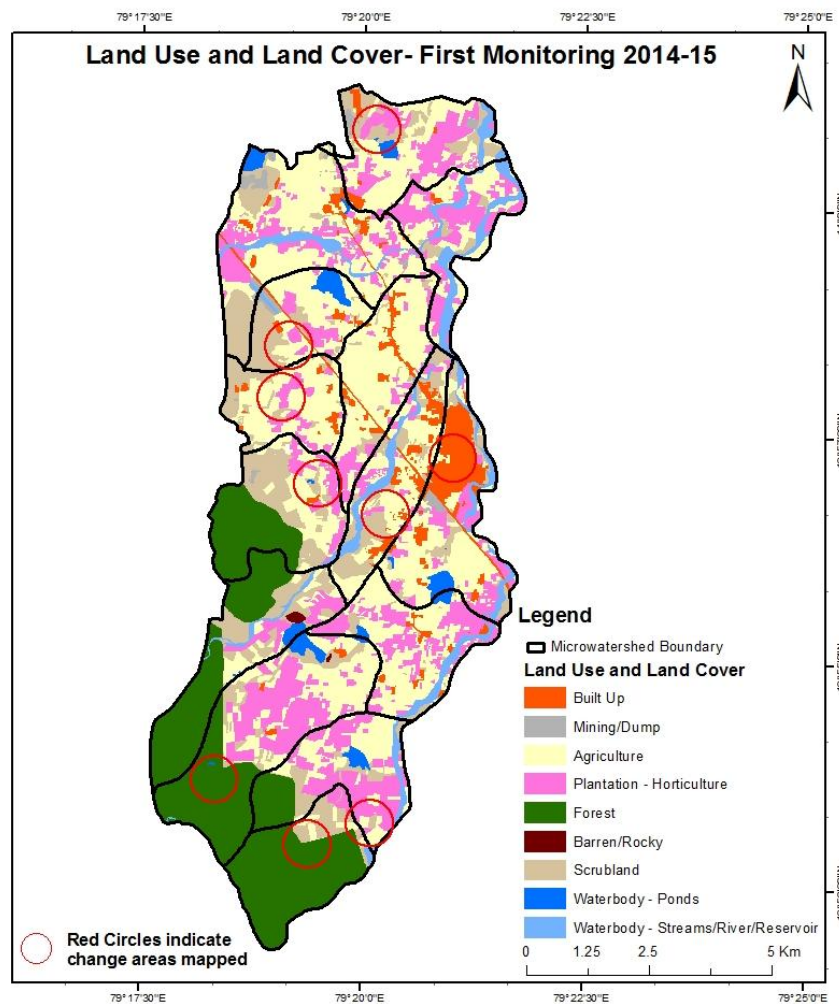 79°17'30"E 79°20'0"E 79°22'30"E 79°25'0"E
Land Use and Land Cover- First Monitoring 2014-15
N
Legend
Microwatershed Boundary
Land Use and Land Cover
Built Up
Mining/Dump
Agriculture
Plantation - Horticulture
Forest
Barren/Rocky
Scrubland
Waterbody - Ponds
Waterbody - Streams/River/Reservoir
Red Circles indicate
change areas mapped
0 1.25 2.5 5 Km
79°17'30"E 79°20'0"E 79°22'30"E 79°25'0"E